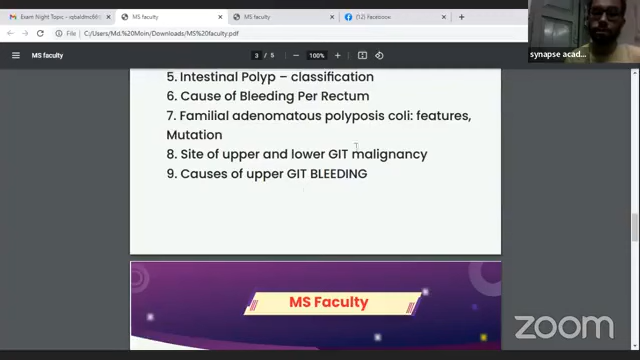 Exam Night Topic - iqbaldmc6@
MS faculty
MS faculty
(12) Facebook
File
C:/Users/Md.%20Moin/Downloads/MS%20faculty.pdf
MS faculty
3 / 5
100%
synapse acad...
5. Intestinal Polyp – classification
6. Cause of Bleeding Per Rectum
7. Familial adenomatous polyposis coli: features,
Mutation
8. Site of upper and lower GIT malignancy
9. Causes of upper GIT BLEEDING
MS Faculty
zoom